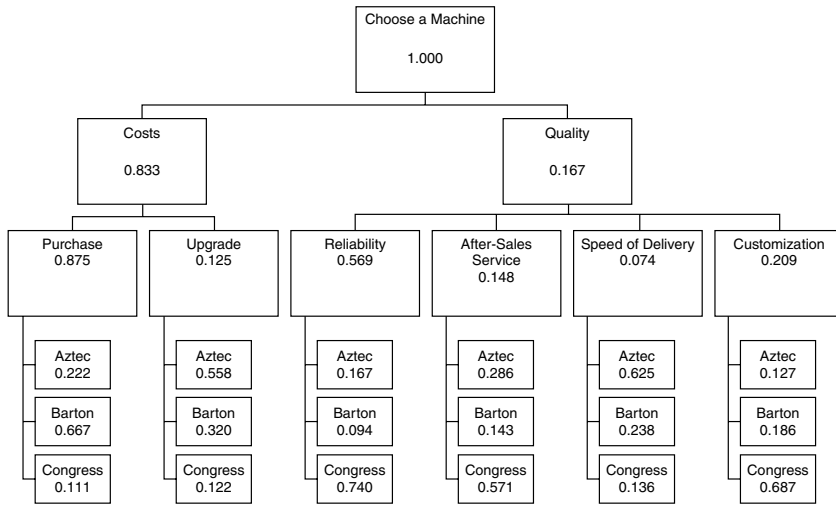 Choose a Machine
1.000
Costs
0.833
Quality
0.167
Purchase
0.875
Upgrade
0.125
Reliability
0.569
After-Sales
Service
0.148
Speed of Delivery
0.074
Customization
0.209
Aztec
0.222
Aztec
0.558
Aztec
0.167
Aztec
0.286
Aztec
0.625
Aztec
0.127
Barton
0.667
Barton
0.320
Barton
0.094
Barton
0.143
Barton
0.238
Barton
0.186
Congress
0.111
Congress
0.122
Congress
0.740
Congress
0.571
Congress
0.136
Congress
0.687